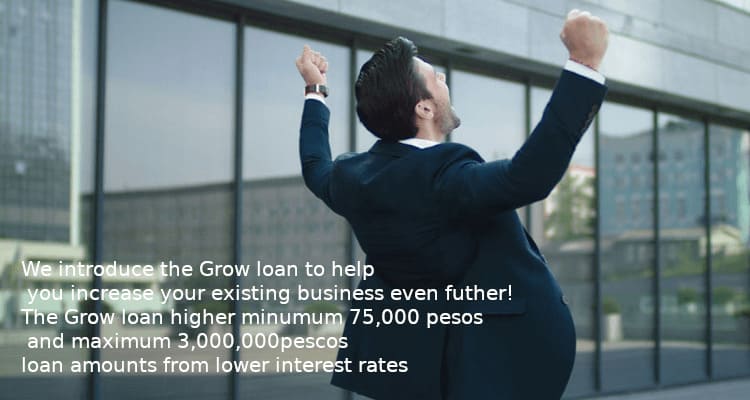 We introduce the Grow loan to help
you increase your existing business even futher!
The Grow loan higher minumum 75,000 pesos
and maximum 3,000,000pescos
loan amounts from lower interest rates